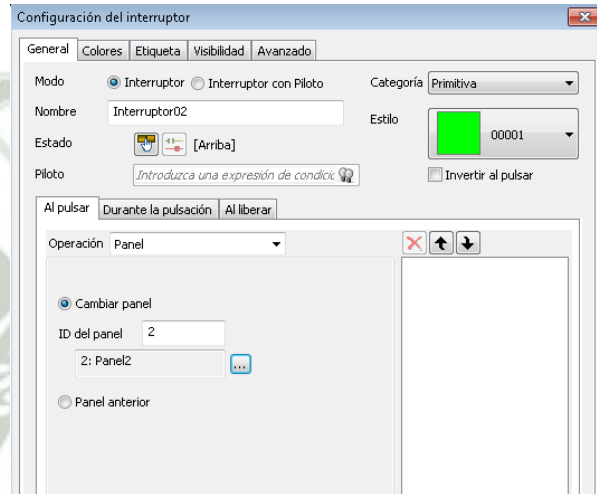 Configuración del interruptor
General Colores Etiqueta Visibilidad Avanzado
Modo Interruptor Interruptor con Piloto Categoría Primitiva
Nombre Interruptor02
Estilo 00001
Estado [Arriba]
Piloto Introduzca una expresión de condicic Invertir al pulsar
Al pulsar Durante la pulsación Al liberar
Operación Panel
Cambiar panel
ID del panel 2
2: Panel2 ...
Panel anterior